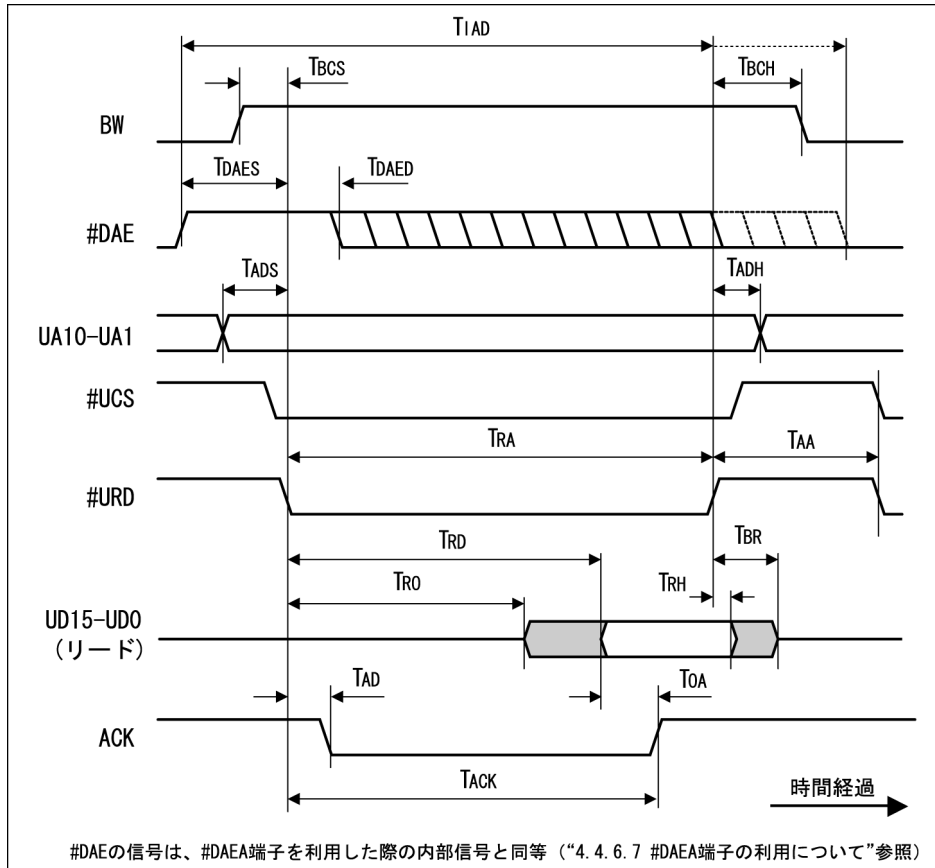 TIAD
TBCS
TBCH
BW
TDAES
TDAED
#DAE
TADS
TADH
UA10-UA1
#UCS
TRA
TAA
#URD
TRD
TBR
TRO
TRH
UD15-UD0
(リード)
TAD
TOA
ACK
TACK
時間経過
#DAEの信号は、#DAEA端子を利用した際の内部信号と同等 (“4.4.6.7 #DAEA端子の利用について”参照)